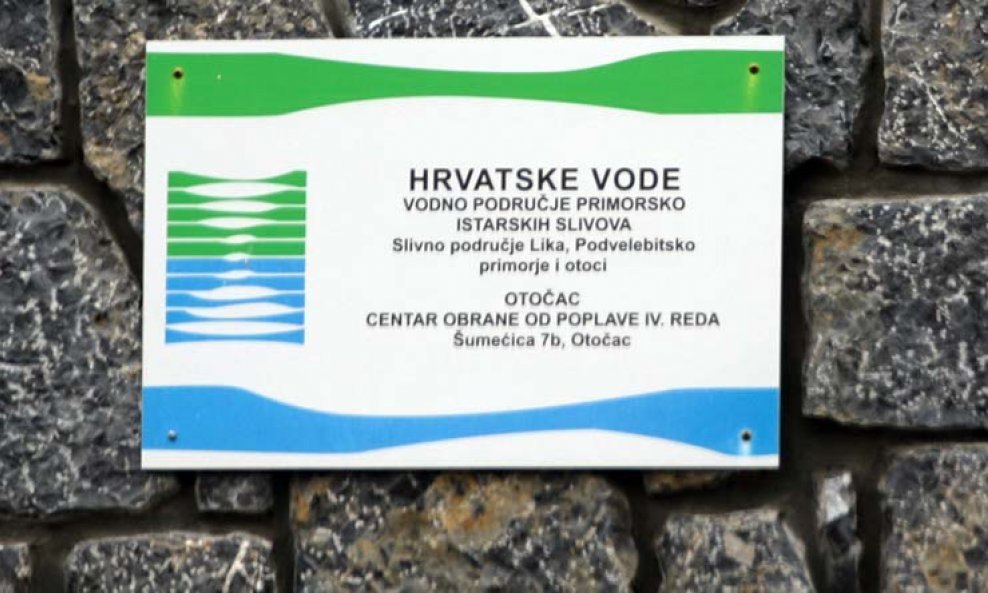 HRVATSKE VODE
VODNO PODRUČJE PRIMORSKO
ISTARSKIH SLIVOVA
Slivno područje Lika, Podvelebitsko
primorje i otoci
OTOČAC
CENTAR OBRANE OD POPLAVE IV. REDA
Šumećica 7b, Otočac